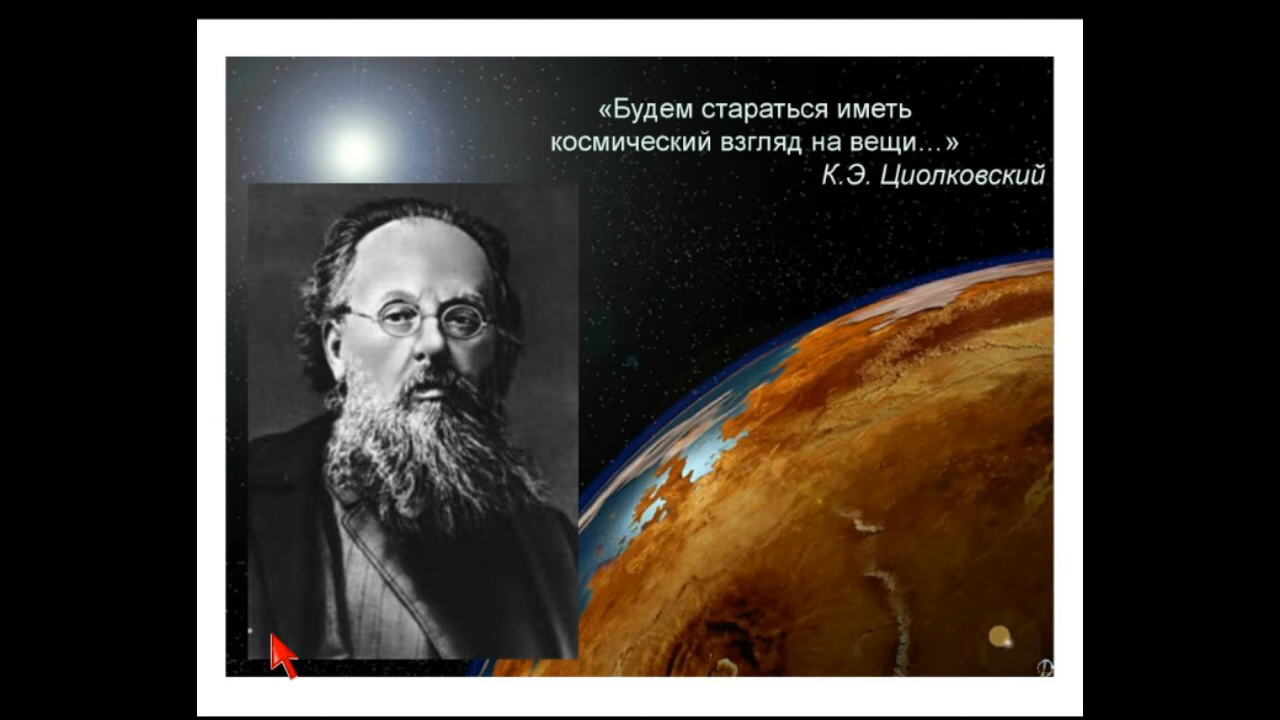 «Будем стараться иметь
космический взгляд на вещи...»
К.Э. Циолковский